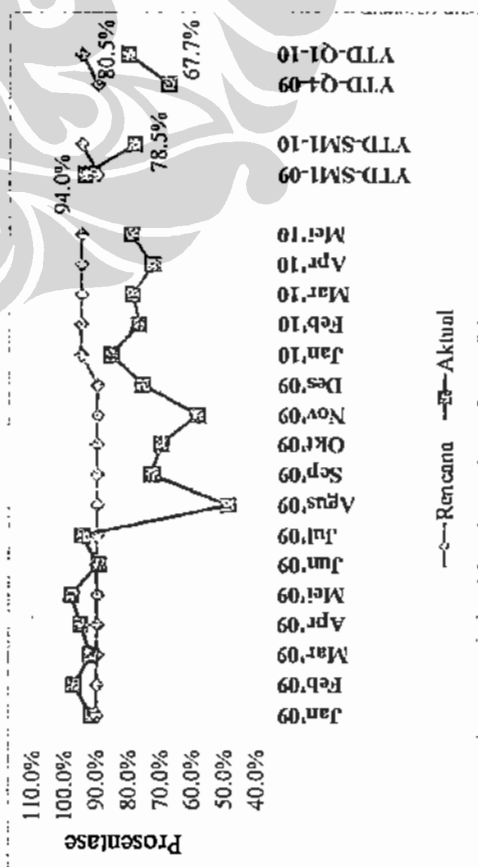 Prosentase
110.0%
100.0%
90.0%
80.0%
70.0%
60.0%
50.0%
40.0%
94.0%
78.5%
80.5%
67.7%
Jan'09
Feb'09
Mar'09
Apr'09
Mei'09
Jun'09
Jul'09
Agus'09
Sep'09
Okt'09
Nov'09
Des'09
Jan'10
Feb'10
Mar'10
Apr'10
Mei'10
YTD-SM1-09
YTD-SM1-10
YTD-Q4-09
YTD-Q1-10
Rencana
Aktual